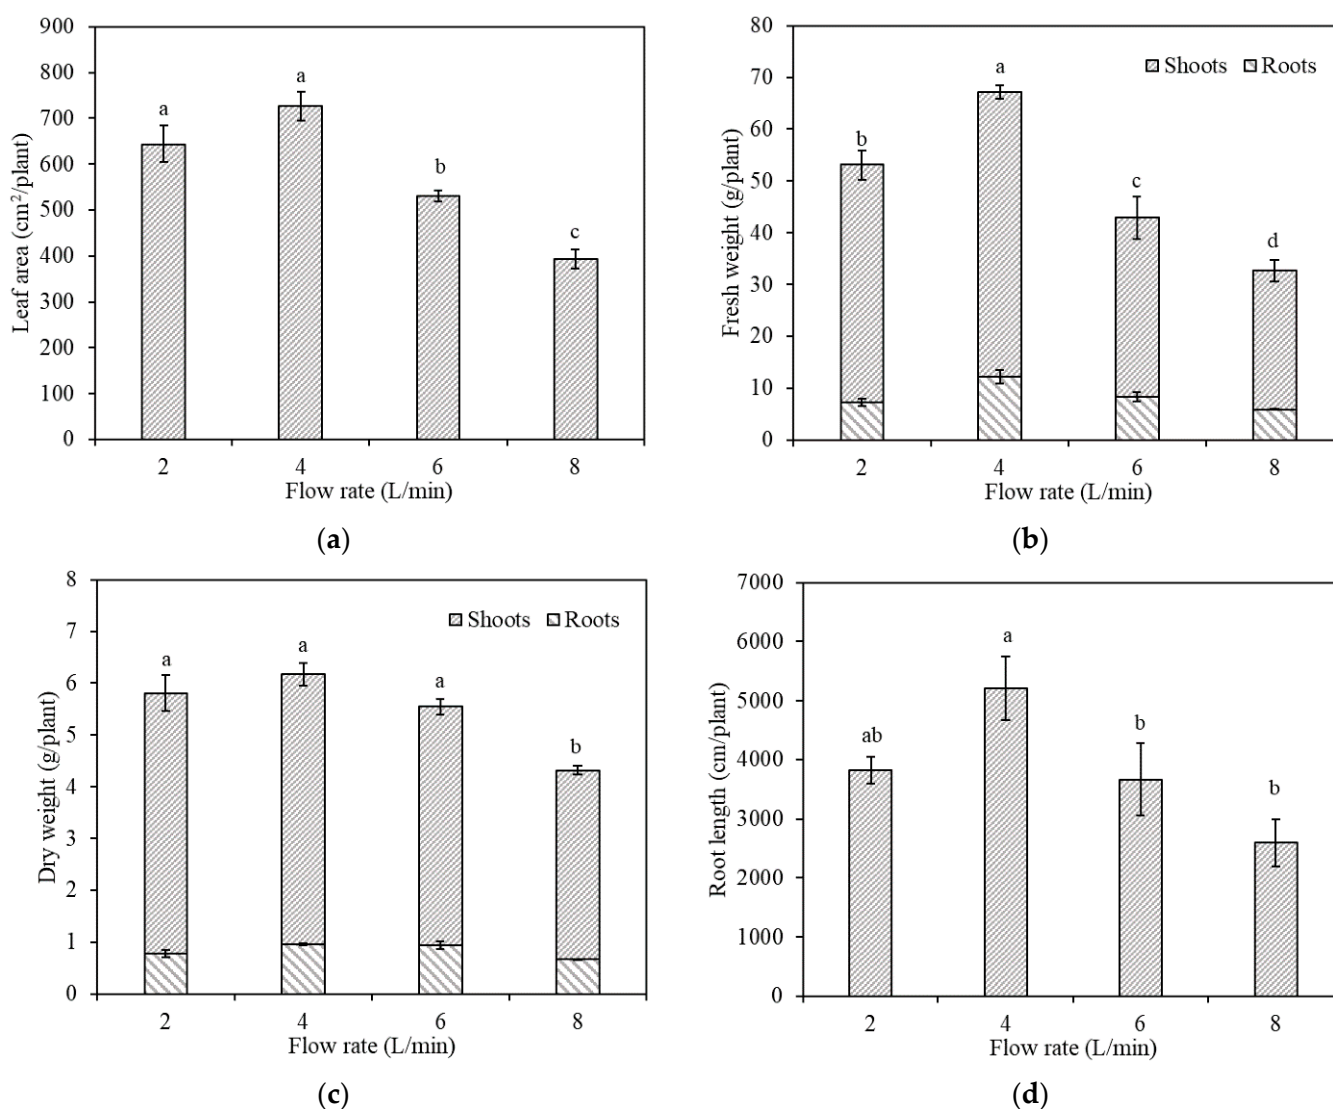 900
800
700
600
500
400
300
200
100
0
Leaf area (cm²/plant)
a
a
b
c
2 4 6 8
Flow rate (L/min)
(a)
80
70
60
50
40
30
20
10
0
Fresh weight (g/plant)
Shoots Roots
b
a
c
d
2 4 6 8
Flow rate (L/min)
(b)
8
7
6
5
4
3
2
1
0
Dry weight (g/plant)
Shoots Roots
a
a
a
b
2 4 6 8
Flow rate (L/min)
(c)
7000
6000
5000
4000
3000
2000
1000
0
Root length (cm/plant)
ab
a
b
b
2 4 6 8
Flow rate (L/min)
(d)